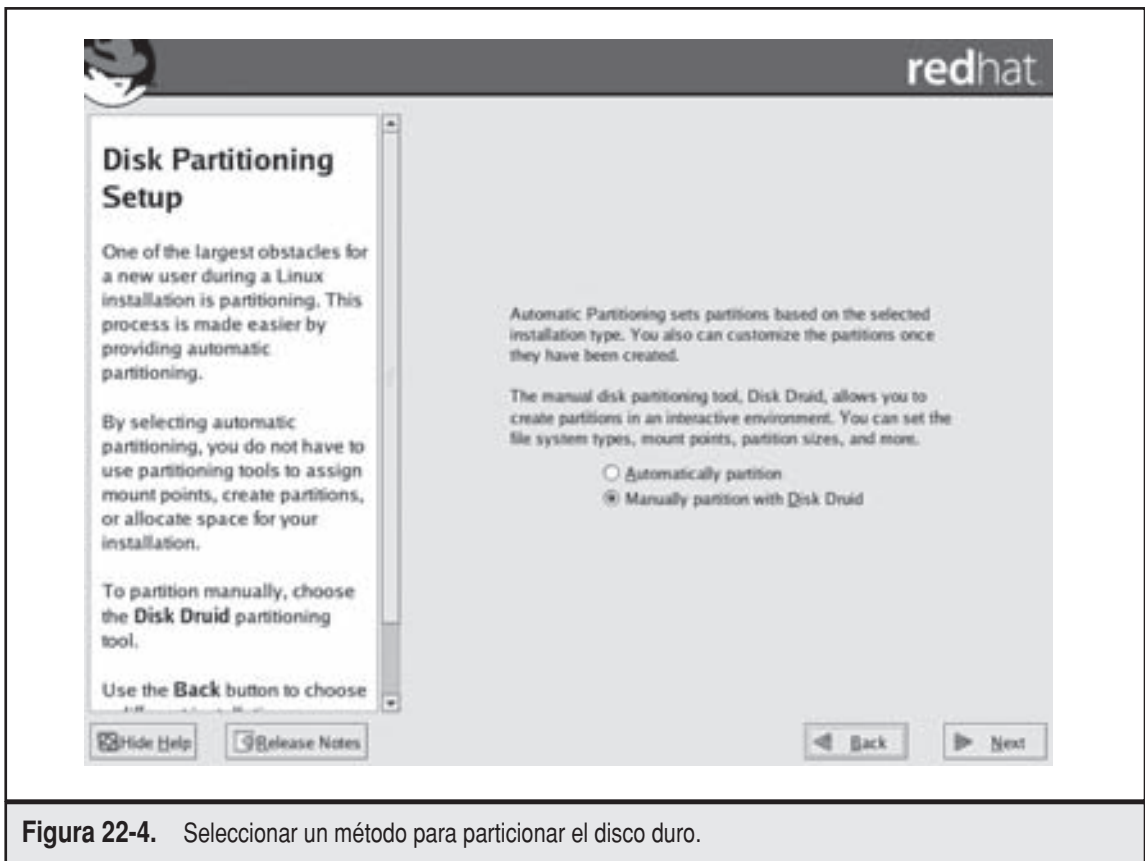 redhat
Disk Partitioning
Setup
One of the largest obstacles for
a new user during a Linux
installation is partitioning. This
process is made easier by
providing automatic
partitioning.
By selecting automatic
partitioning, you do not have to
use partitioning tools to assign
mount points, create partitions,
or allocate space for your
installation.
To partition manually, choose
the Disk Druid partitioning
tool.
Use the Back button to choose
Automatic Partitioning sets partitions based on the selected
installation type. You also can customize the partitions once
they have been created.
The manual disk partitioning tool, Disk Druid, allows you to
create partitions in an interactive environment. You can set the
file system types, mount points, partition sizes, and more.
Automatically partition
Manually partition with Disk Druid
Hide Help
Release Notes
Back
Next
Figura 22-4. Seleccionar un método para particionar el disco duro.